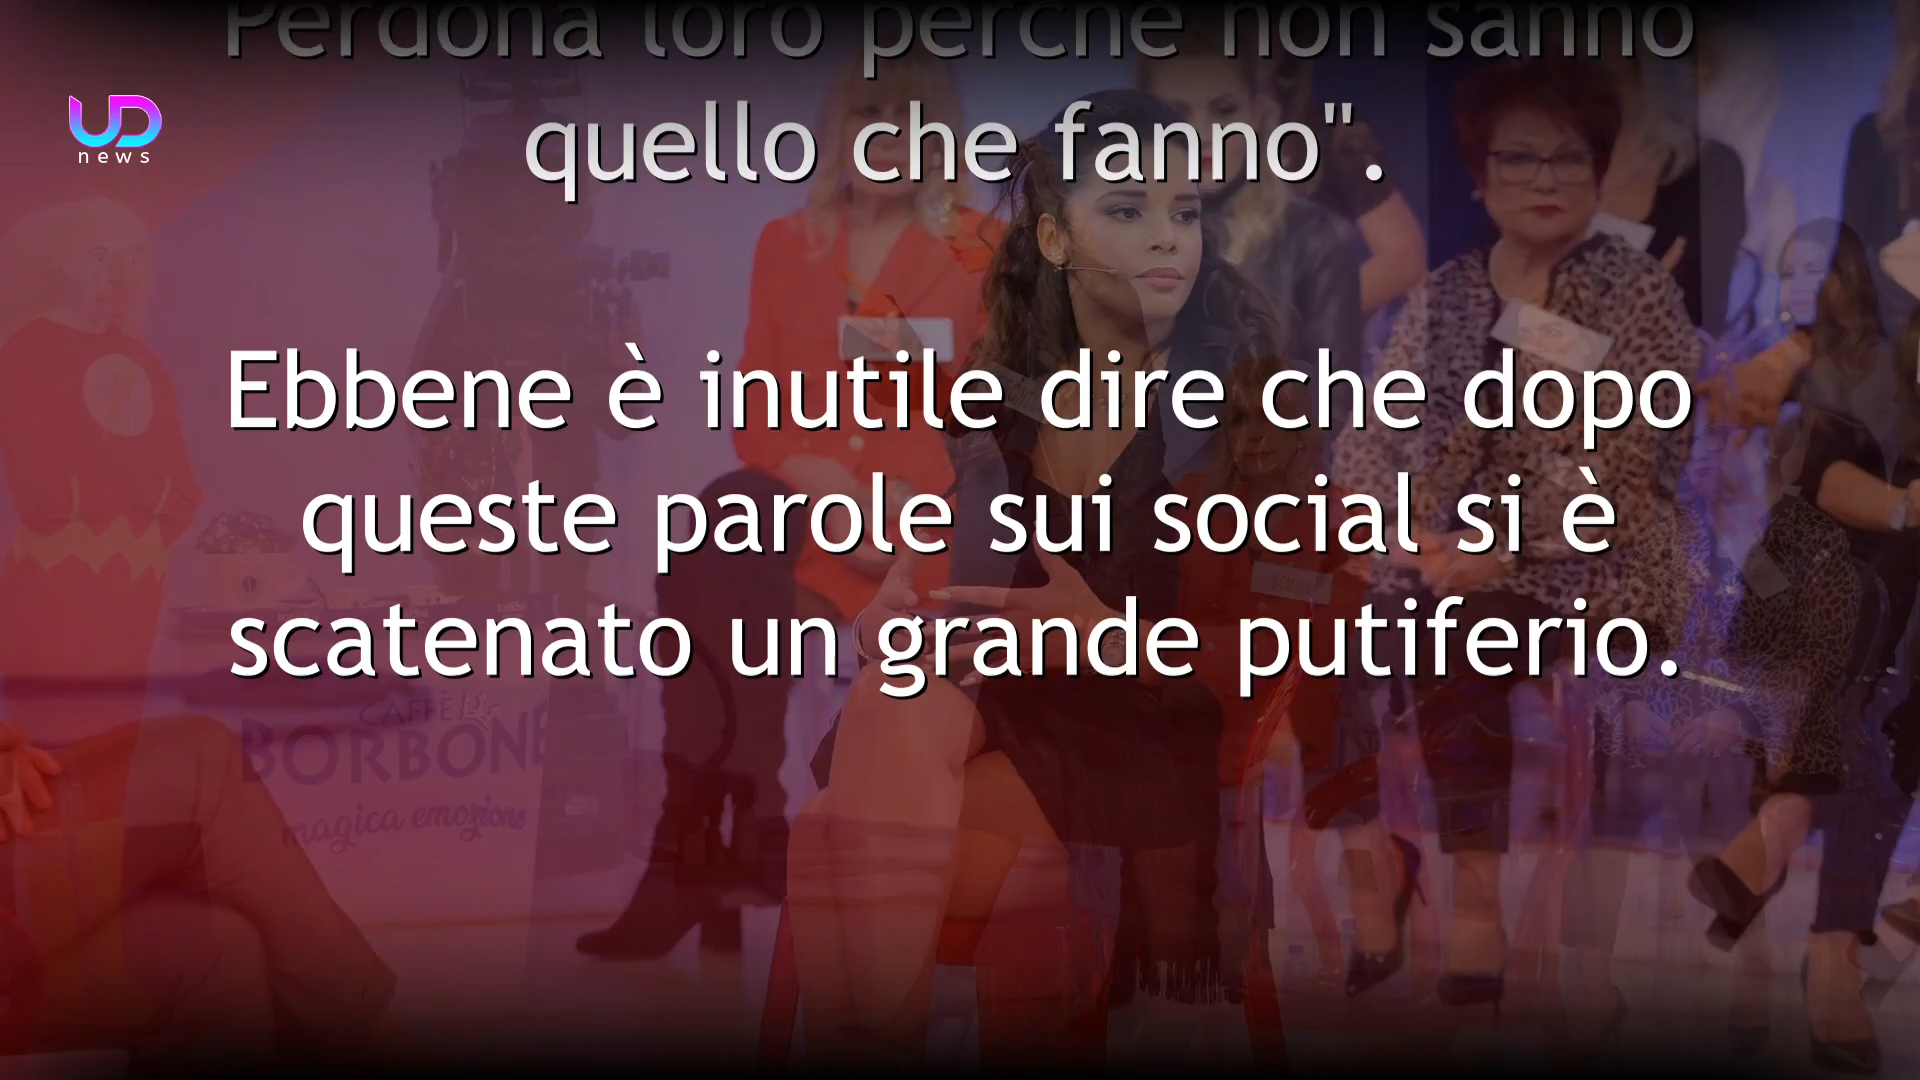 Perdona loro perché non sanno
UD
news
quello che fanno".
Ebbene è inutile dire che dopo
queste parole sui social si è
scatenato un grande putiferio.
CAFFÈ
BORBONE
magica emozione